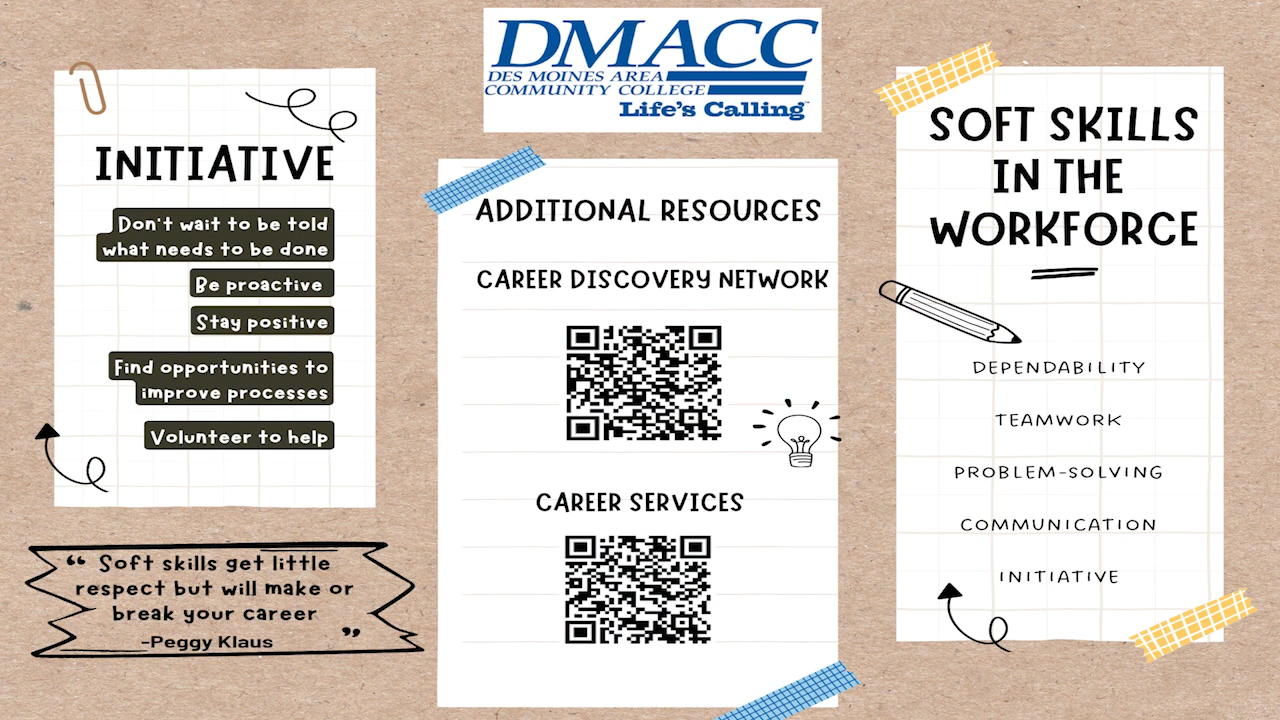 DMACC
DES MOINES AREA
COMMUNITY COLLEGE
Life's Calling™
INITIATIVE
Don't wait to be told
what needs to be done
Be proactive
Stay positive
Find opportunities to
improve processes
Volunteer to help
“ Soft skills get little
respect but will make or
break your career
-Peggy Klaus ”
ADDITIONAL RESOURCES
CAREER DISCOVERY NETWORK
CAREER SERVICES
SOFT SKILLS
IN THE
WORKFORCE
DEPENDABILITY
TEAMWORK
PROBLEM-SOLVING
COMMUNICATION
INITIATIVE